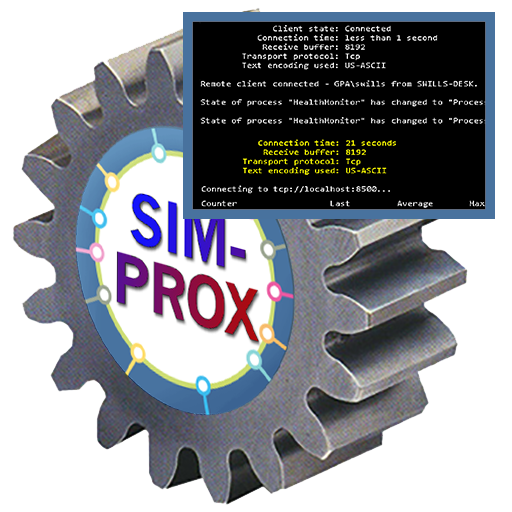 Client state: Connected
Connection time: less than 1 second
Receive buffer: 8192
Transport protocol: Tcp
Text encoding used: US-ASCII
Remote client connected - GPA\swills from SWILLS-DESK.
State of process "HealthMonitor" has changed to "Process
State of process "HealthMonitor" has changed to "Process
Connection time: 21 seconds
Receive buffer: 8192
Transport protocol: Tcp
Text encoding used: US-ASCII
Connecting to tcp://localhost:8500...
Counter Last Average Max
SIM-
PROX